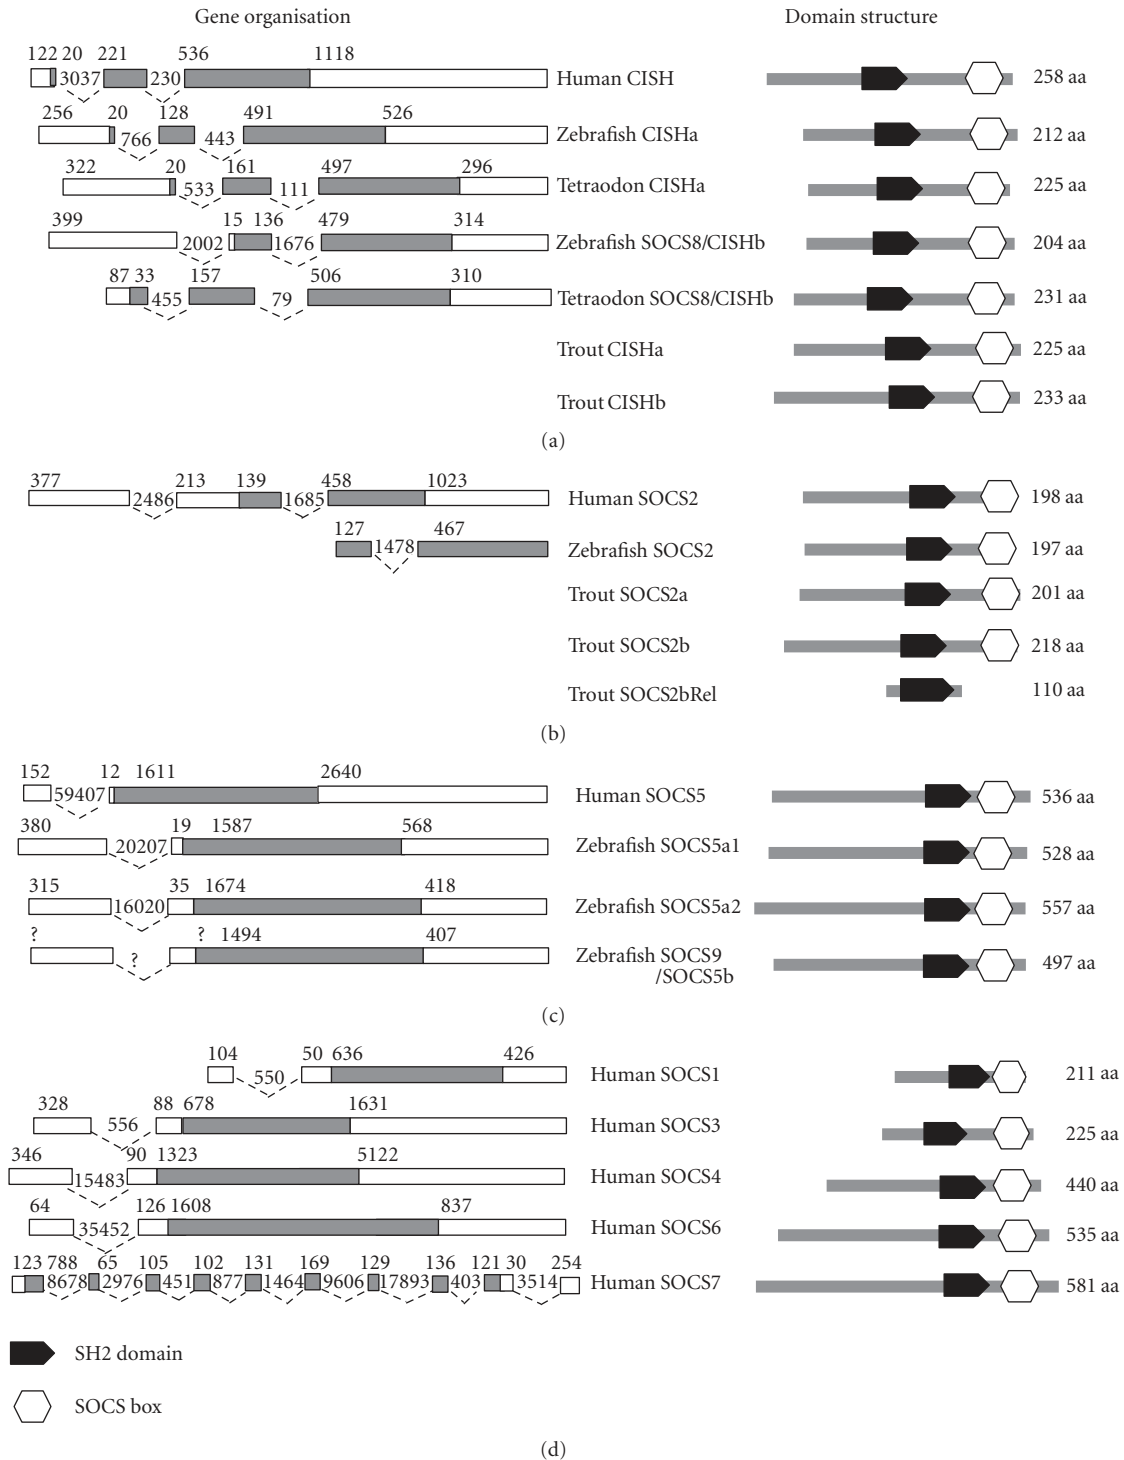 Gene organisation Domain structure
122 20 221 536 1118
3037 230 Human CISH 258 aa
256 20 128 491 526
766 443 Zebrafish CISHa 212 aa
322 20 161 497 296
533 111 Tetraodon CISHa 225 aa
399 15 136 479 314
2002 1676 Zebrafish SOCS8/CISHb 204 aa
87 33 157 506 310
455 79 Tetraodon SOCS8/CISHb 231 aa
Trout CISHa 225 aa
Trout CISHb 233 aa
(a)
377 213 139 458 1023
2486 1685 Human SOCS2 198 aa
127 467
1478 Zebrafish SOCS2 197 aa
Trout SOCS2a 201 aa
Trout SOCS2b 218 aa
Trout SOCS2bRel 110 aa
(b)
152 12 1611 2640
59407 Human SOCS5 536 aa
380 19 1587 568
20207 Zebrafish SOCS5a1 528 aa
315 35 1674 418
16020 Zebrafish SOCS5a2 557 aa
? ? 1494 407
? Zebrafish SOCS9 497 aa
/SOCS5b
(c)
104 50 636 426
550 Human SOCS1 211 aa
328 88 678 1631
556 Human SOCS3 225 aa
346 90 1323 5122
15483 Human SOCS4 440 aa
64 126 1608 837
35452 Human SOCS6 535 aa
123 788 65 105 102 131 169 129 136 121 30 254
8678 2976 451 877 1464 9606 17893 403 3514 Human SOCS7 581 aa
SH2 domain
SOCS box
(d)